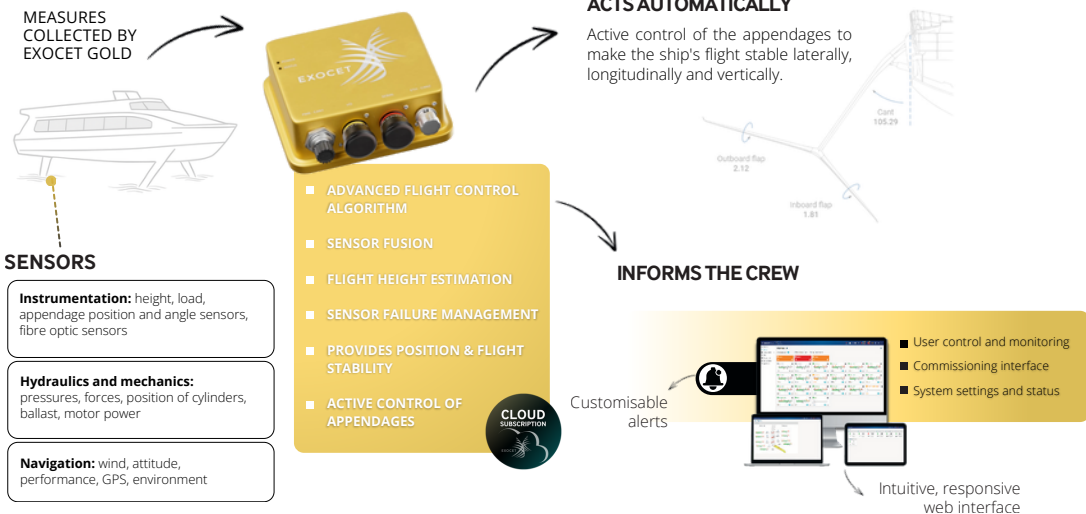 MEASURES
COLLECTED BY
EXOCET GOLD
EXOCET
ACTS AUTOMATICALLY
Active control of the appendages to
make the ship's flight stable laterally,
longitudinally and vertically.
Cant
105.29
Outboard flap
2.12
Inboard flap
1.81
ADVANCED FLIGHT CONTROL
ALGORITHM
SENSOR FUSION
FLIGHT HEIGHT ESTIMATION
SENSOR FAILURE MANAGEMENT
PROVIDES POSITION & FLIGHT
STABILITY
ACTIVE CONTROL OF
APPENDAGES
CLOUD
SUBSCRIPTION
EXOCET
SENSORS
Instrumentation: height, load,
appendage position and angle sensors,
fibre optic sensors
Hydraulics and mechanics:
pressures, forces, position of cylinders,
ballast, motor power
Navigation: wind, attitude,
performance, GPS, environment
INFORMS THE CREW
User control and monitoring
Commissioning interface
System settings and status
Customisable
alerts
Intuitive, responsive
web interface